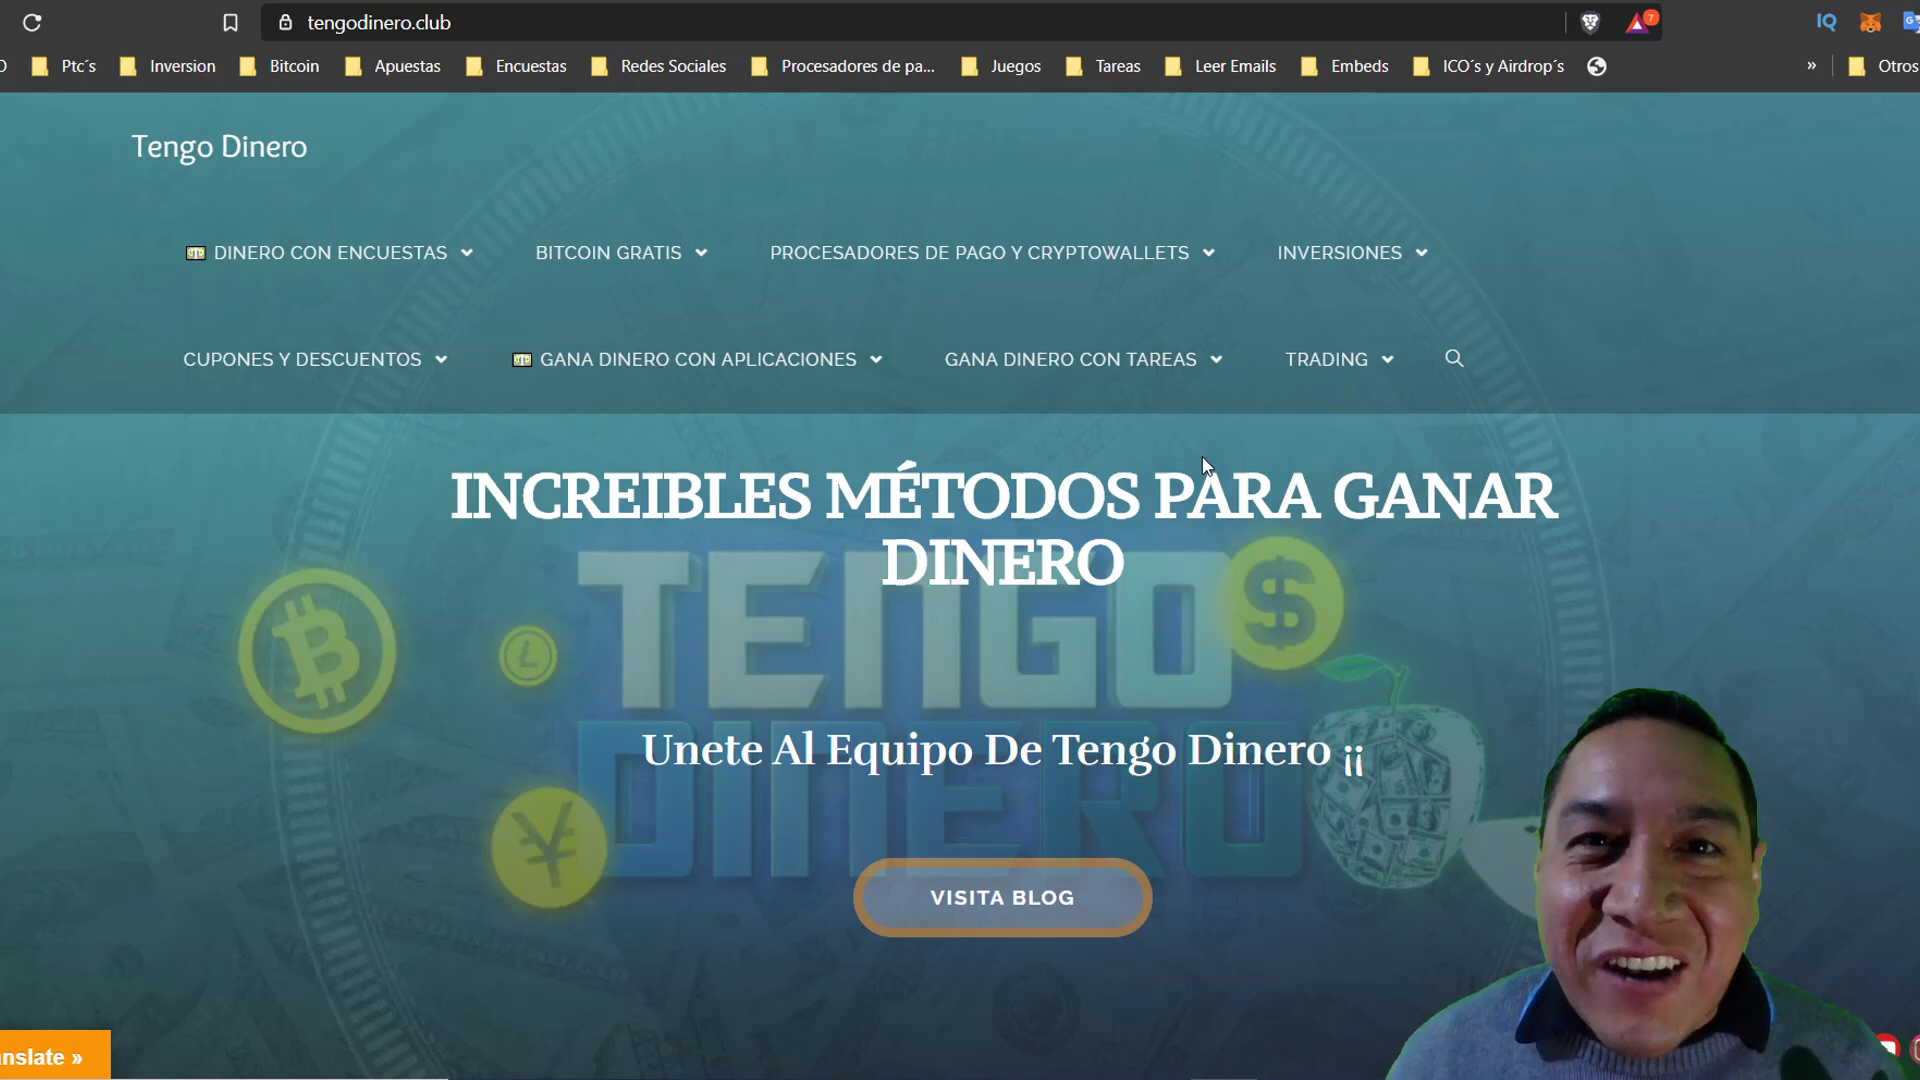 tengodinero.club
7
IQ
Ptc´s Inversion Bitcoin Apuestas Encuestas Redes Sociales Procesadores de pa... Juegos Tareas Leer Emails Embeds ICO´s y Airdrop´s » Otros
Tengo Dinero
DINERO CON ENCUESTAS BITCOIN GRATIS PROCESADORES DE PAGO Y CRYPTOWALLETS INVERSIONES
CUPONES Y DESCUENTOS GANA DINERO CON APLICACIONES GANA DINERO CON TAREAS TRADING
INCREIBLES MÉTODOS PARA GANAR
DINERO
TENGO
Unete Al Equipo De Tengo Dinero ¡¡
DINERO
VISITA BLOG
anslate »